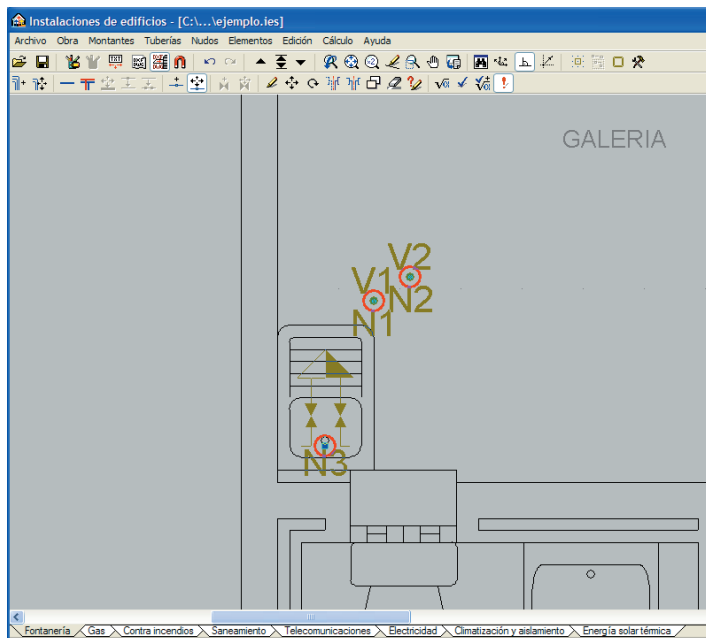 Instalaciones de edificios - [C:\...\ejemplo.ies]
Archivo Obra Montantes Tuberías Nudos Elementos Edición Cálculo Ayuda
GALERIA
V2
V1
N2
N1
N3
Fontanería Gas Contra incendios Saneamiento Telecomunicaciones Electricidad Climatización y aislamiento Energía solar térmica